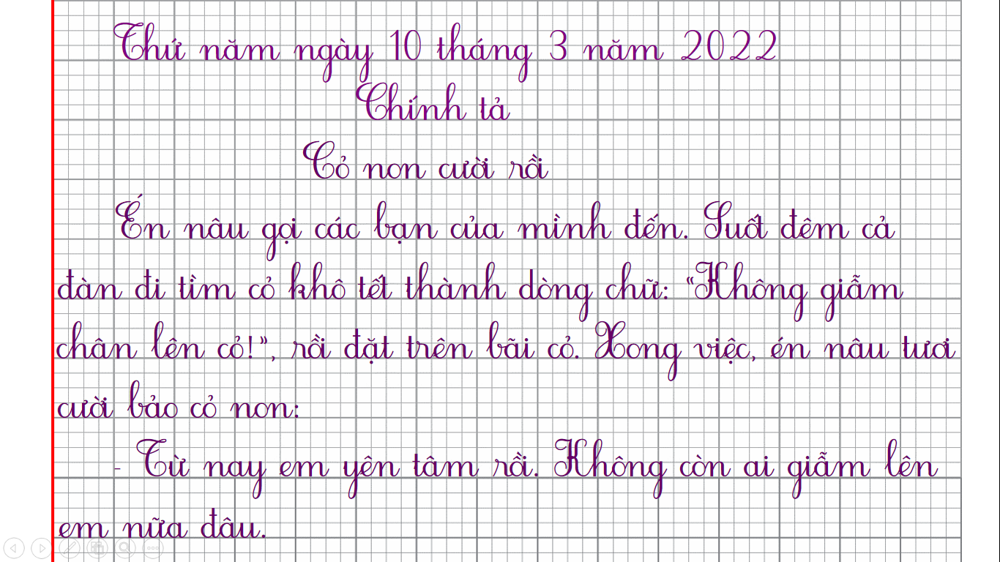 Thứ năm ngày 10 tháng 3 năm 2022
Chính tả
Cỏ non cười rồi
Én nâu gọi các bạn của mình đến. Suốt đêm cả
đàn đi tìm cỏ khô tết thành dòng chữ: “Không giẫm
chân lên cỏ!”, rồi đặt trên bãi cỏ. Xong việc, én nâu tươi
cười bảo cỏ non:
- Từ nay em yên tâm rồi. Không còn ai giẫm lên
em nữa đâu.